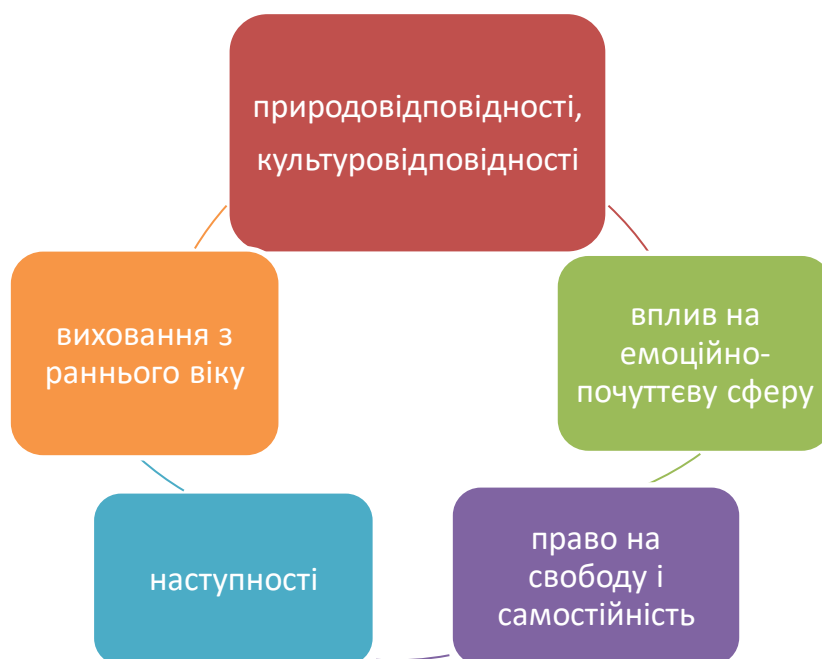 природовідповідності,
культуровідповідності
вплив на
емоційно-
почуттєву сферу
право на
свободу і
самостійність
наступності
виховання з
раннього віку